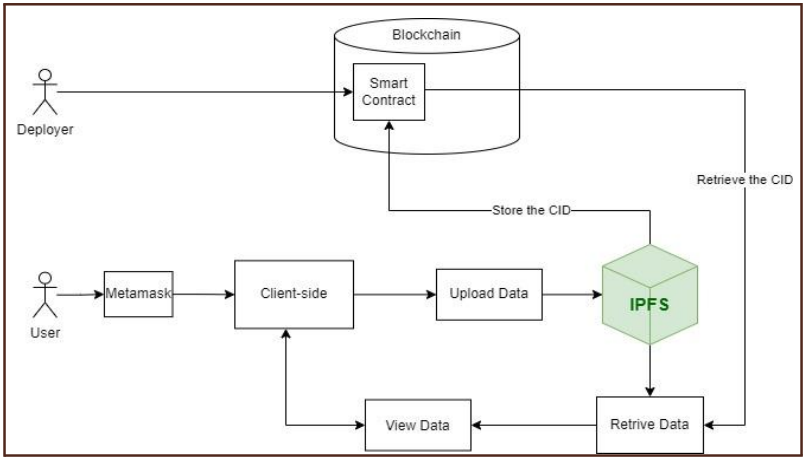 Blockchain
Smart
Contract
Deployer
Retrieve the CID
Store the CID
Metamask
Client-side
Upload Data
IPFS
User
View Data
Retrive Data